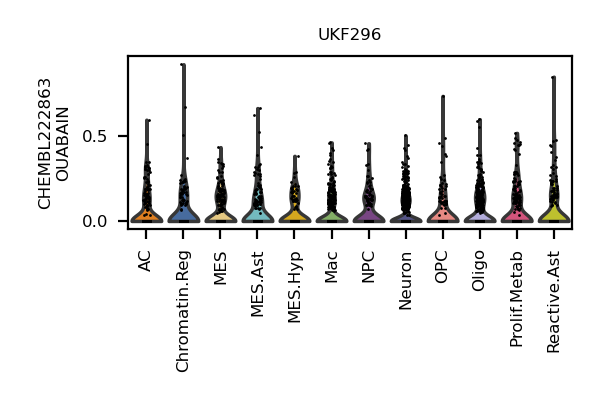 UKF296
CHEMBL222863
OUABAIN
0.5
0.0
AC
Chromatin.Reg
MES
MES.Ast
MES.Hyp
Mac
NPC
Neuron
OPC
Oligo
Prolif.Metab
Reactive.Ast